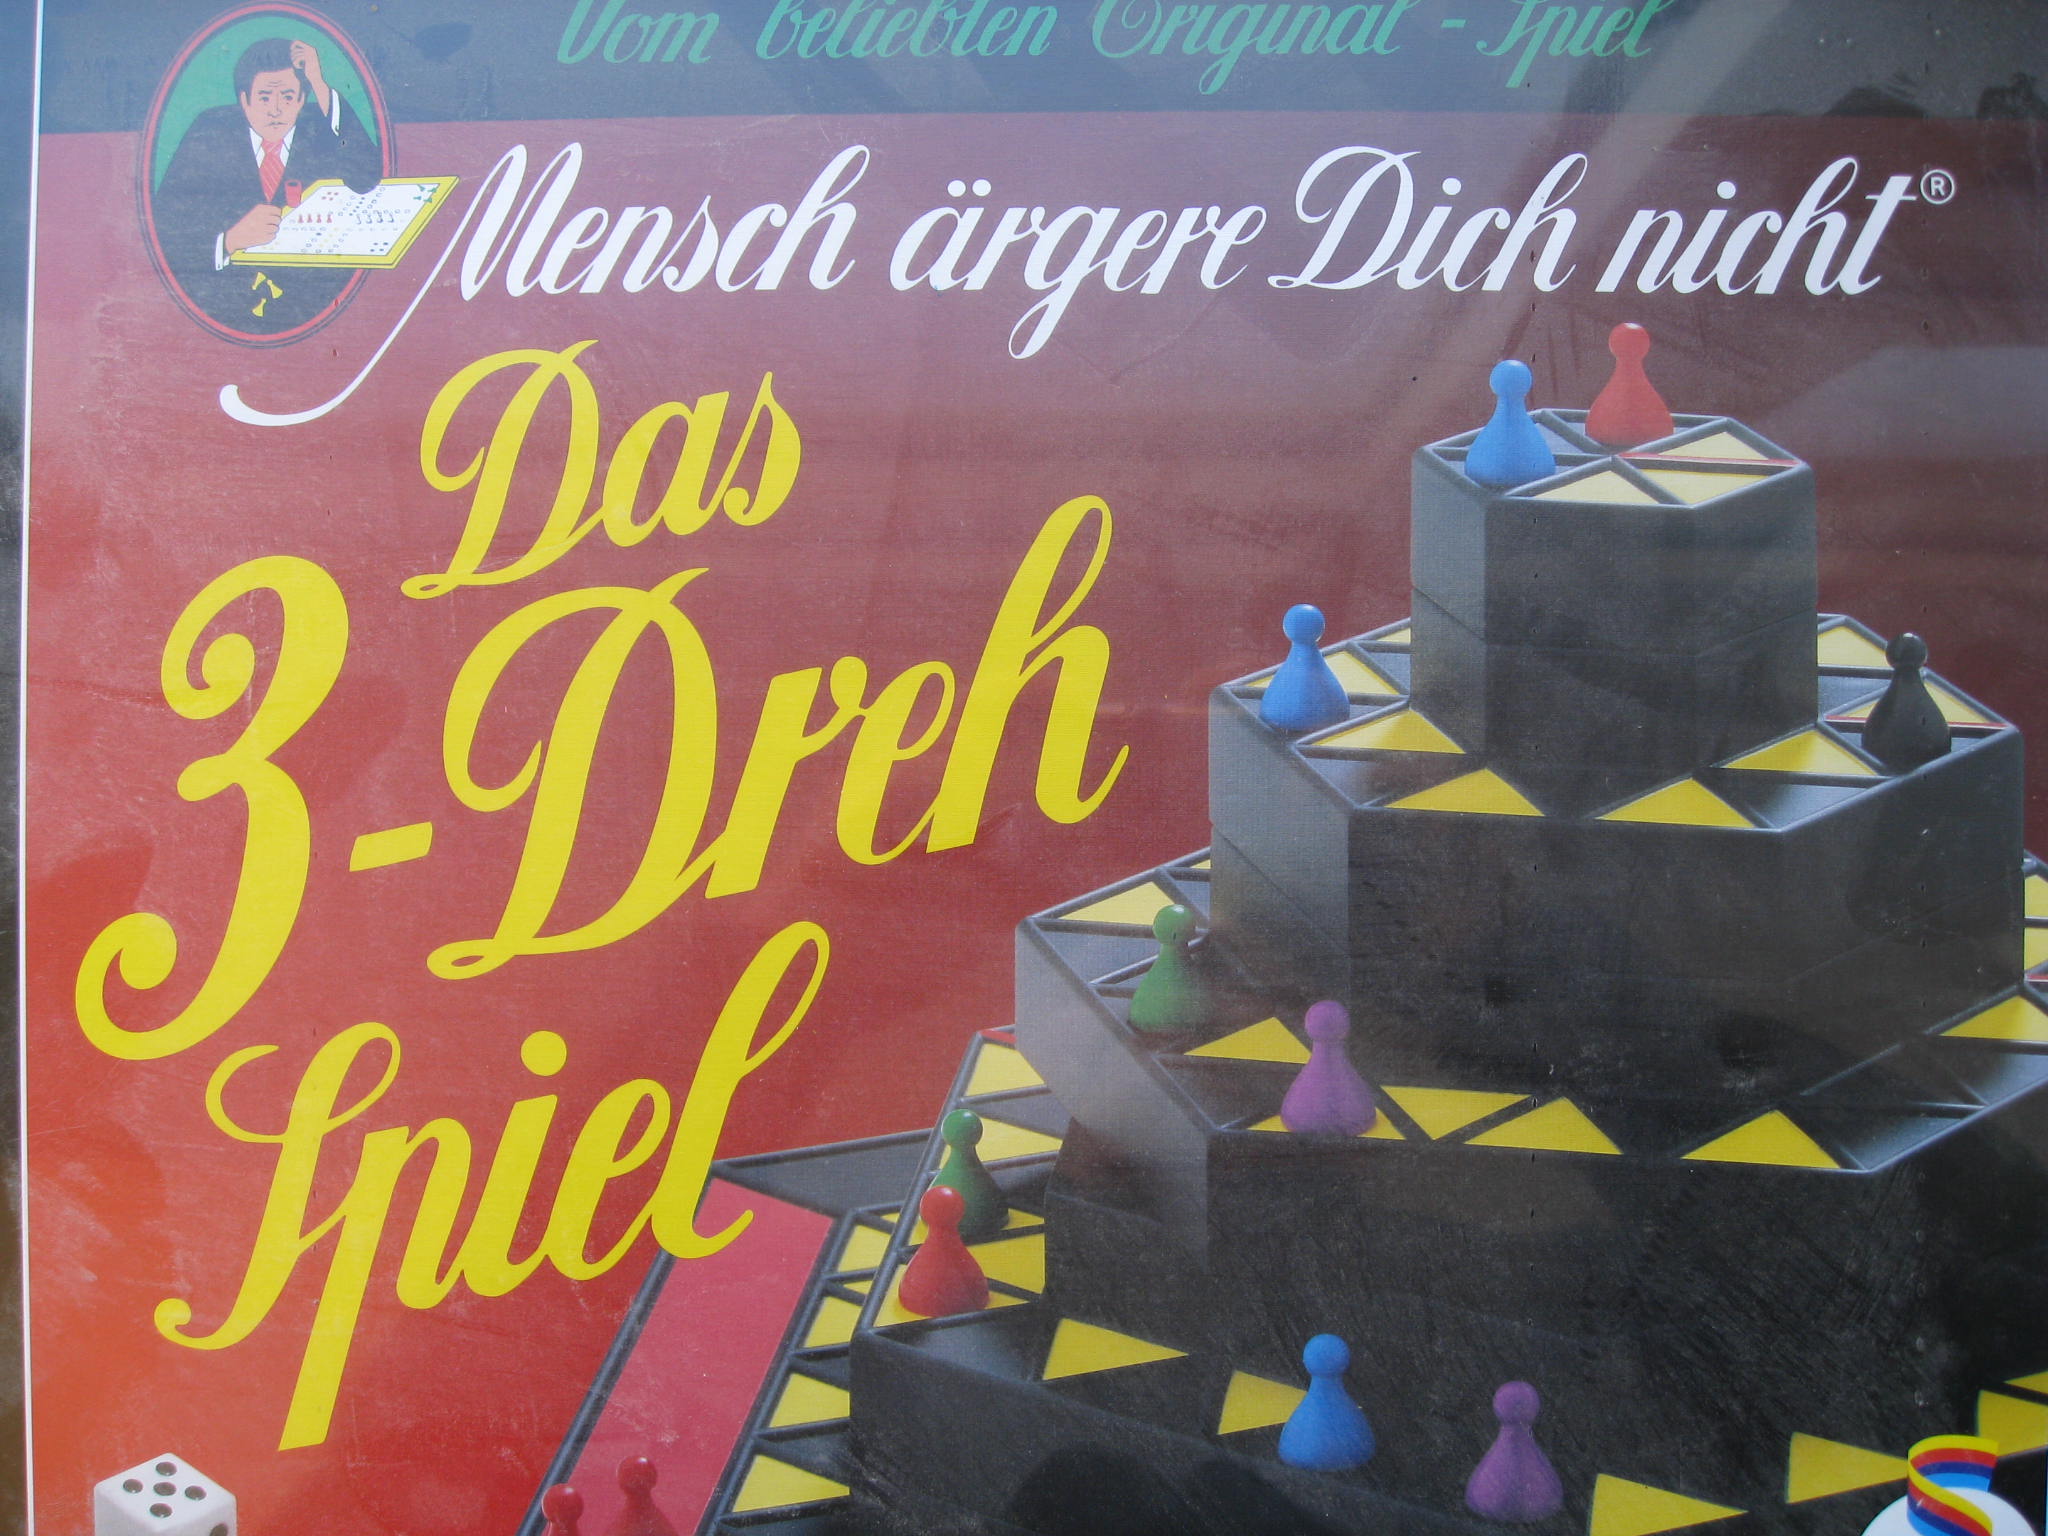 Vom beliebten Original-Spiel
Mensch ärgere Dich nicht®
Das
3-Dreh
Spiel